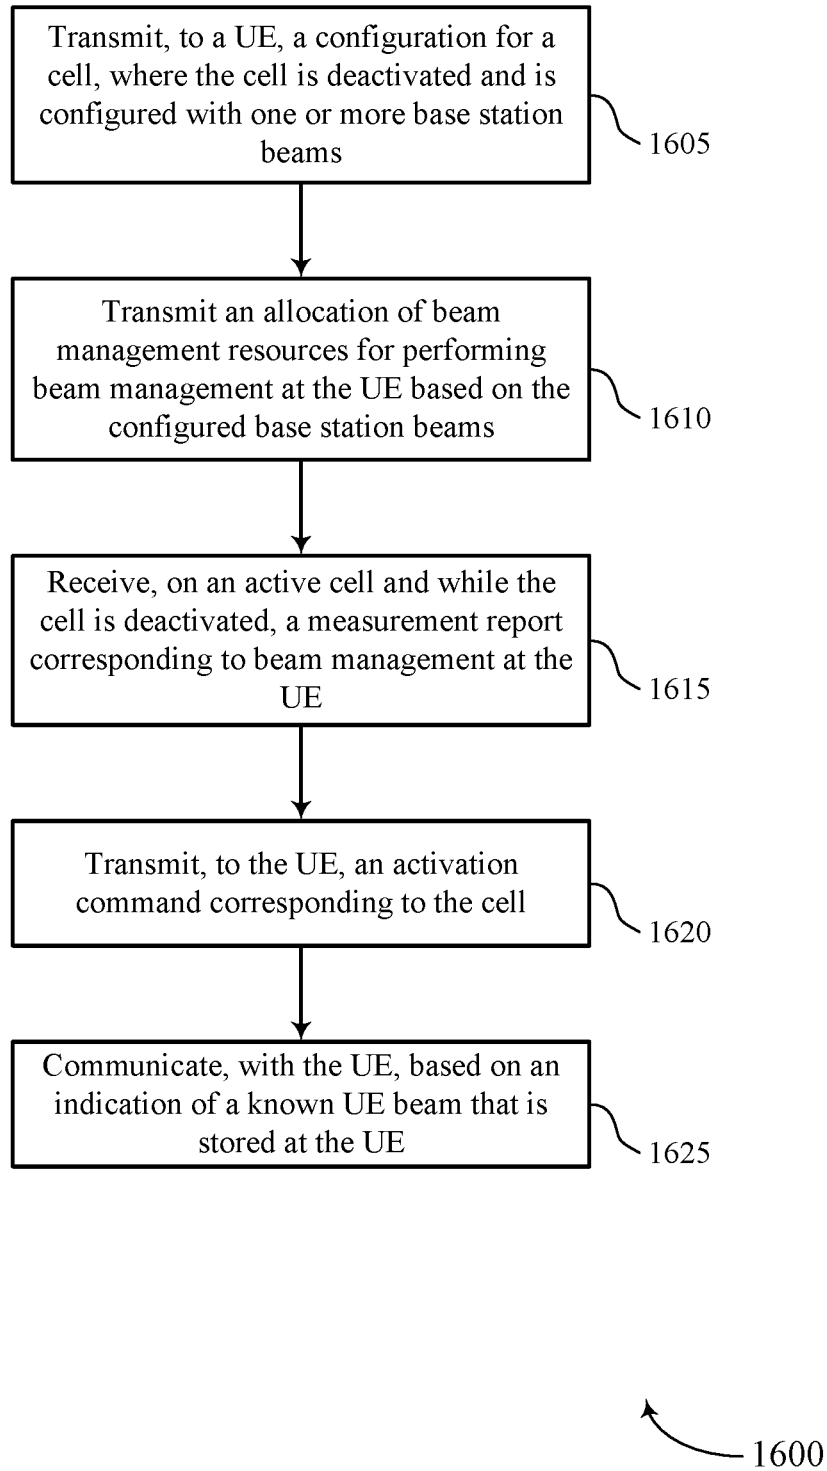 Transmit, to a UE, a configuration for a
cell, where the cell is deactivated and is
configured with one or more base station
beams
1605
Transmit an allocation of beam
management resources for performing
beam management at the UE based on the
configured base station beams
1610
Receive, on an active cell and while the
cell is deactivated, a measurement report
corresponding to beam management at the
UE
1615
Transmit, to the UE, an activation
command corresponding to the cell
1620
Communicate, with the UE, based on an
indication of a known UE beam that is
stored at the UE
1625
1600